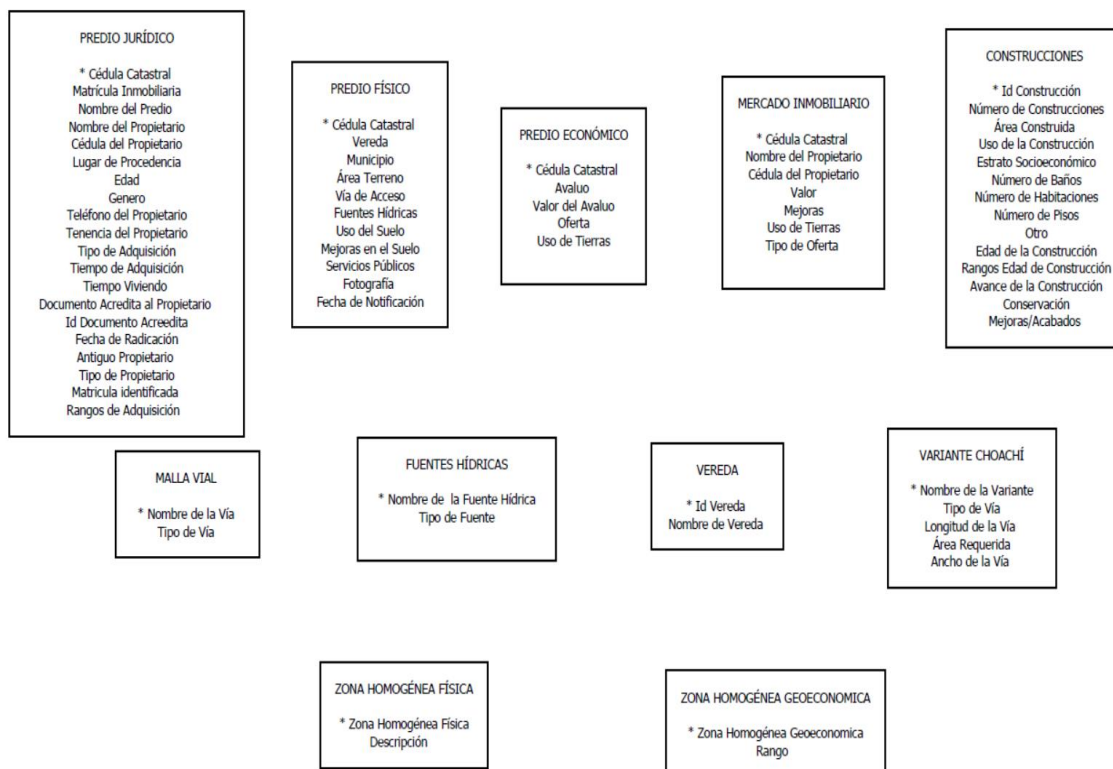 PREDIO JURÍDICO
* Cédula Catastral
Matrícula Inmobiliaria
Nombre del Predio
Nombre del Propietario
Cédula del Propietario
Lugar de Procedencia
Edad
Genero
Teléfono del Propietario
Tenencia del Propietario
Tipo de Adquisición
Tiempo de Adquisición
Tiempo Viviendo
Documento Acredita al Propietario
Id Documento Acreedita
Fecha de Radicación
Antiguo Propietario
Tipo de Propietario
Matricula identificada
Rangos de Adquisición
PREDIO FÍSICO
* Cédula Catastral
Vereda
Municipio
Área Terreno
Vía de Acceso
Fuentes Hídricas
Uso del Suelo
Mejoras en el Suelo
Servicios Públicos
Fotografía
Fecha de Notificación
PREDIO ECONÓMICO
* Cédula Catastral
Avaluo
Valor del Avaluo
Oferta
Uso de Tierras
MERCADO INMOBILIARIO
* Cédula Catastral
Nombre del Propietario
Cédula del Propietario
Valor
Mejoras
Uso de Tierras
Tipo de Oferta
CONSTRUCCIONES
* Id Construcción
Número de Construcciones
Área Construida
Uso de la Construcción
Estrato Socioeconómico
Número de Baños
Número de Habitaciones
Número de Pisos
Otro
Edad de la Construcción
Rangos Edad de Construcción
Avance de la Construcción
Conservación
Mejoras/Acabados
MALLA VIAL
* Nombre de la Vía
Tipo de Vía
FUENTES HÍDRICAS
* Nombre de la Fuente Hídrica
Tipo de Fuente
VEREDA
* Id Vereda
Nombre de Vereda
VARIANTE CHOACHÍ
* Nombre de la Variante
Tipo de Vía
Longitud de la Vía
Área Requerida
Ancho de la Vía
ZONA HOMOGÉNEA FÍSICA
* Zona Homogénea Física
Descripción
ZONA HOMOGÉNEA GEOECONOMICA
* Zona Homogénea Geoeconomica
Rango